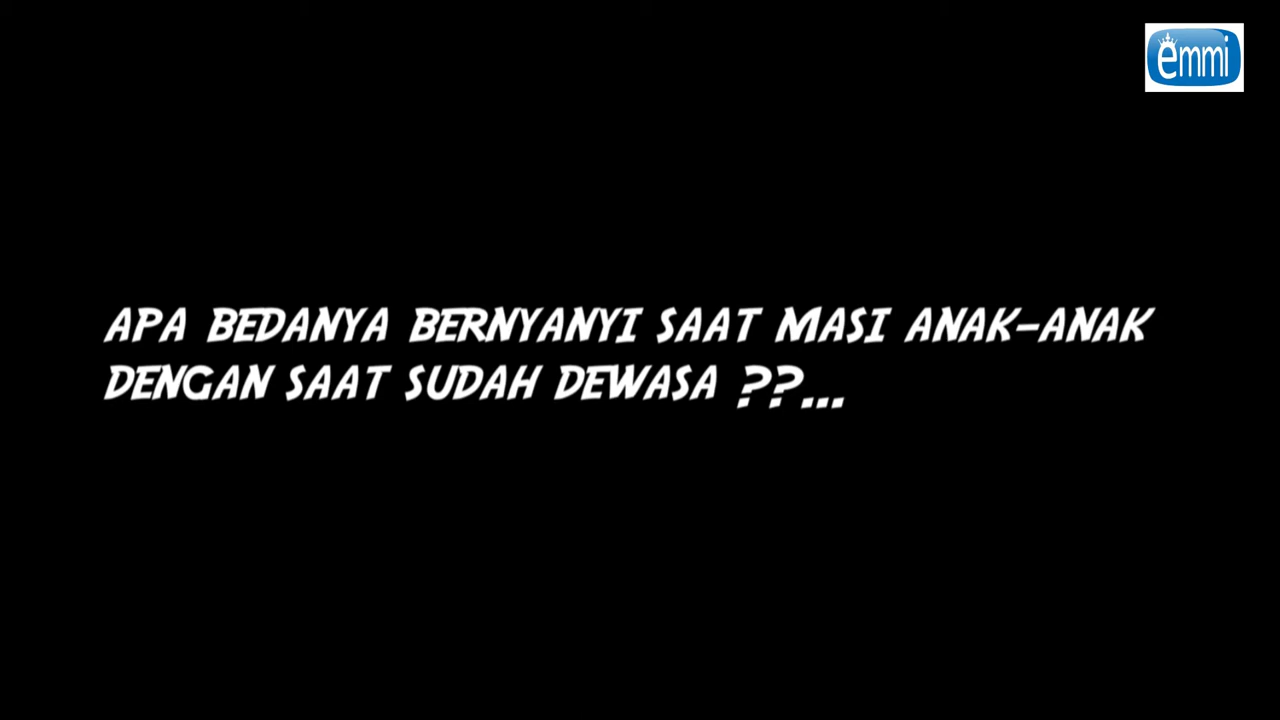 emmi
APA BEDANYA BERNYANYI SAAT MASI ANAK-ANAK
DENGAN SAAT SUDAH DEWASA ??...